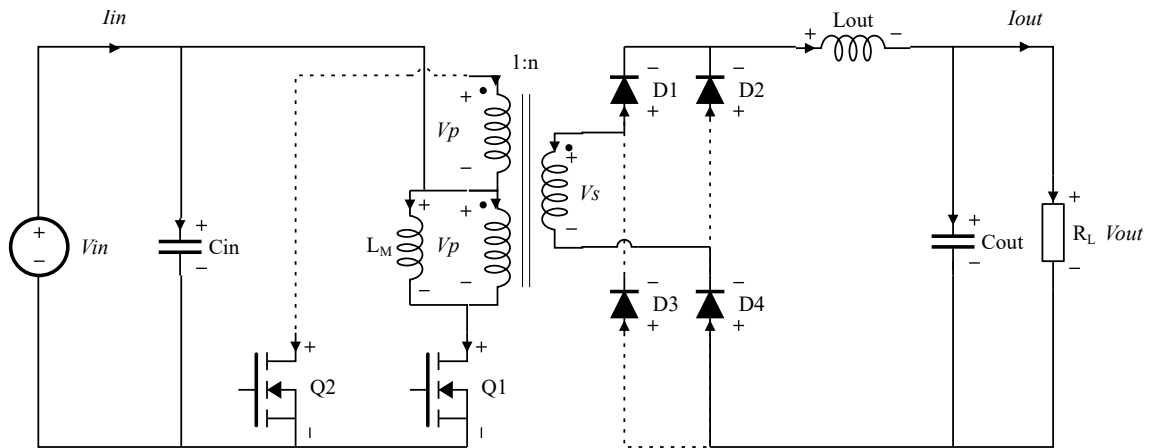 Iin
Lout
Iout
1:n
+ −
− −
D1 D2
+ +
+
Vp
−
+
Vs
−
+ +
LM Vp
− −
+
Vin
−
+
Cin
−
− −
D3 D4
+ +
+
Cout
−
+
RL Vout
−
+ +
Q2 Q1
− −